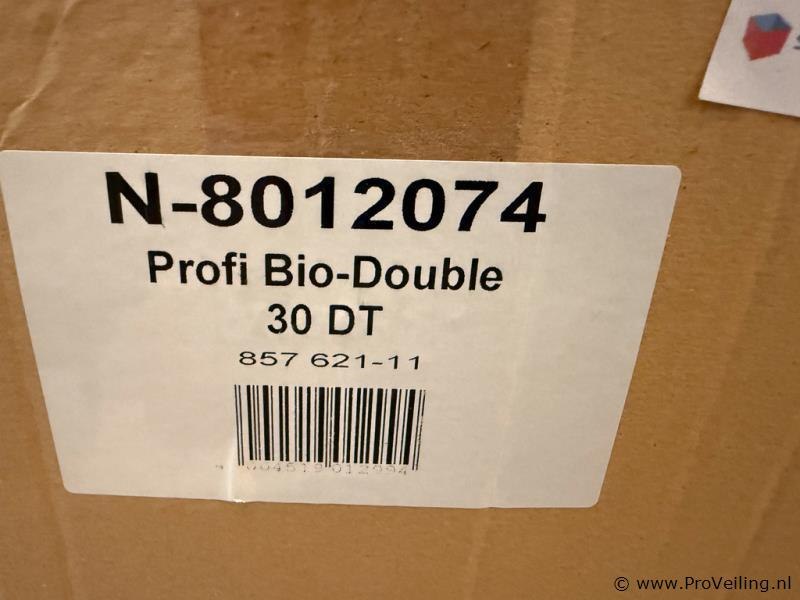 N-8012074
Profi Bio-Double
30 DT
857 621-11
© www.ProVeiling.nl